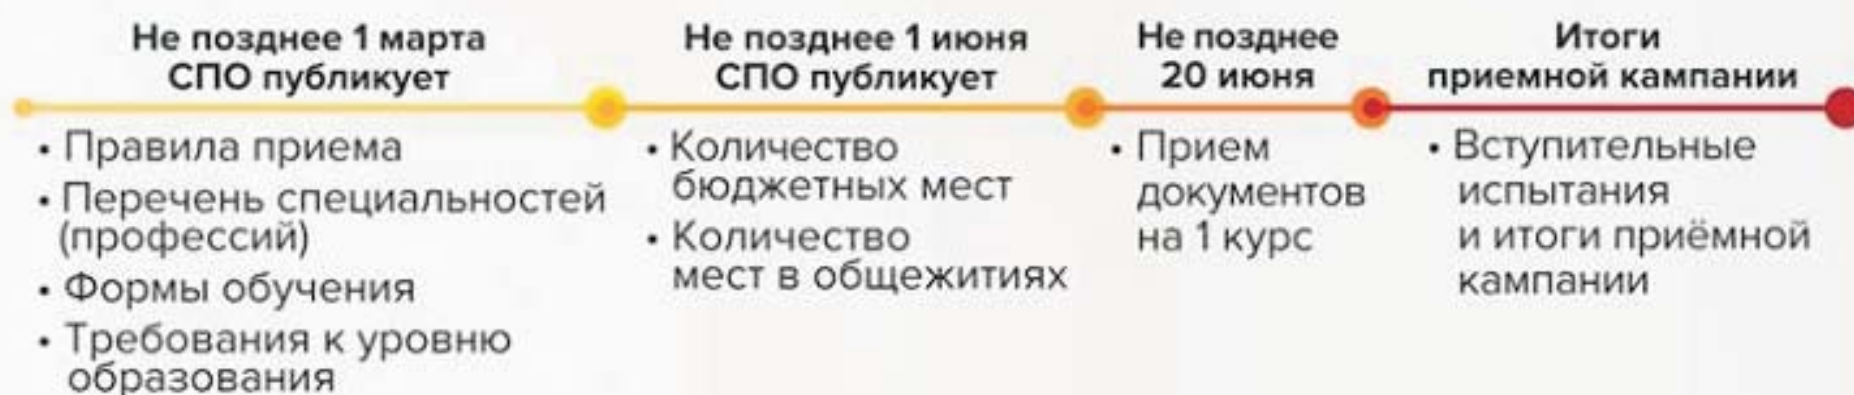 Не позднее 1 марта
СПО публикует
• Правила приема
• Перечень специальностей
(профессий)
• Формы обучения
• Требования к уровню
образования
Не позднее 1 июня
СПО публикует
• Количество
бюджетных мест
• Количество
мест в общежитиях
Не позднее
20 июня
• Прием
документов
на 1 курс
Итоги
приемной кампании
• Вступительные
испытания
и итоги приёмной
кампании